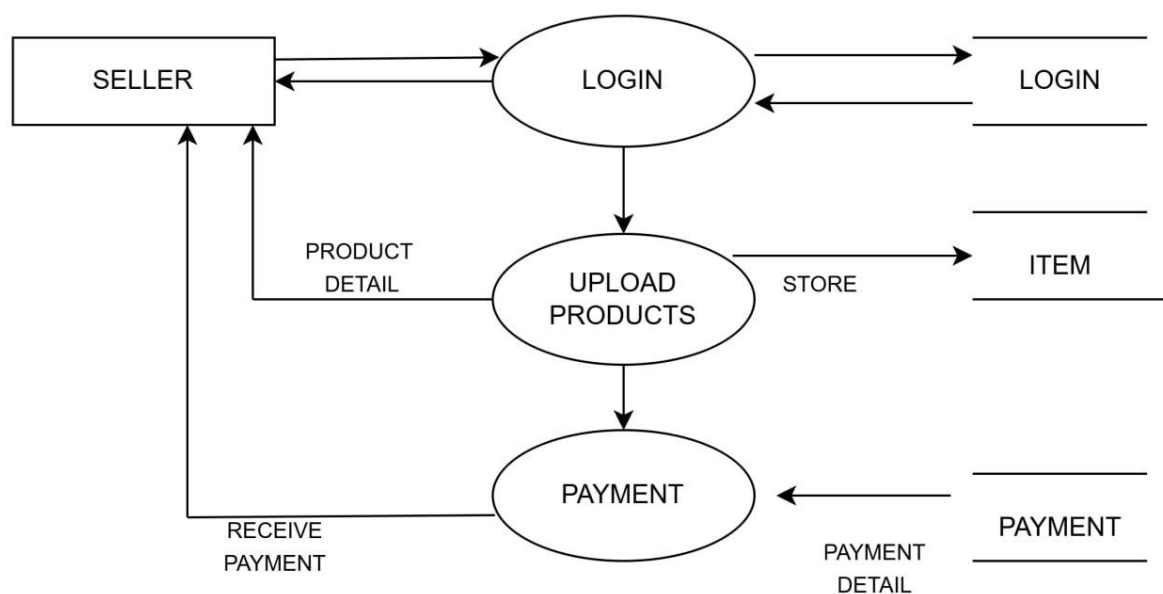 SELLER
LOGIN
LOGIN
PRODUCT
DETAIL
UPLOAD
PRODUCTS
STORE
ITEM
PAYMENT
RECEIVE
PAYMENT
PAYMENT
DETAIL
PAYMENT